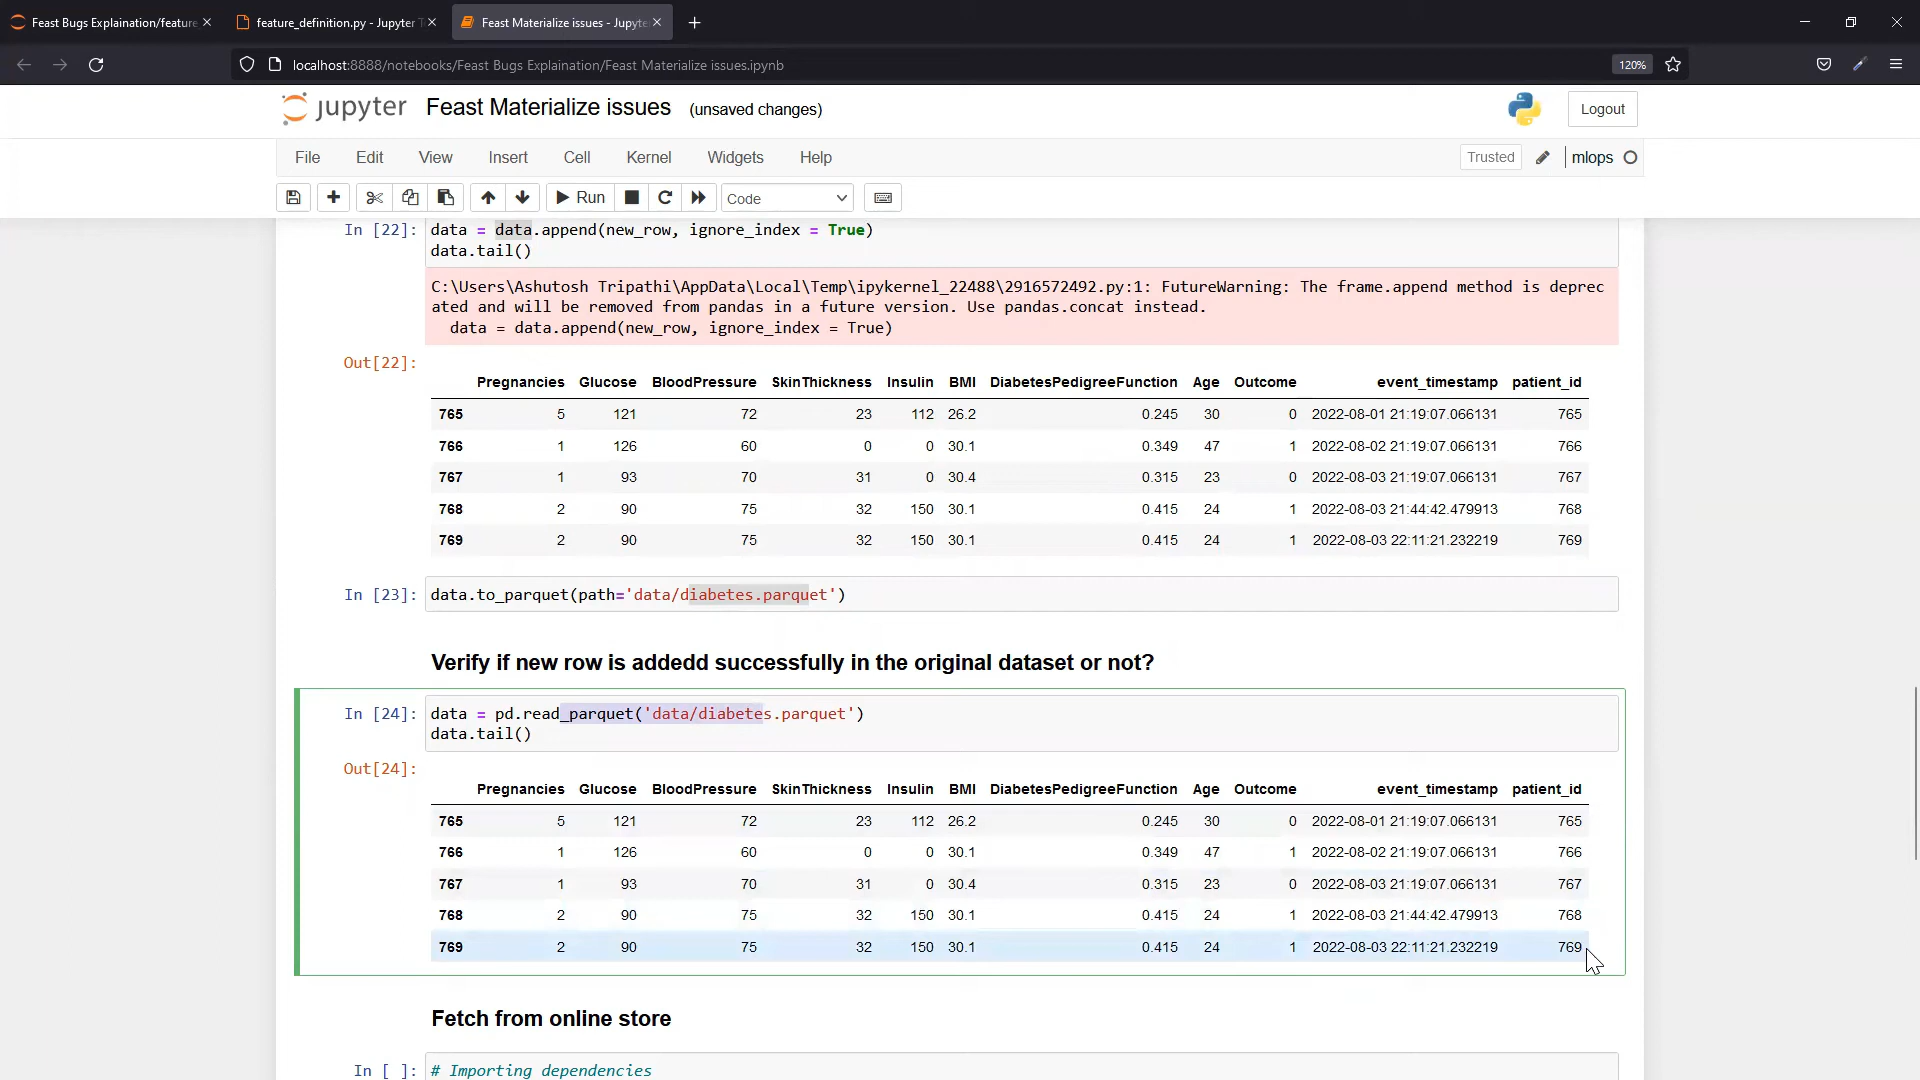 Feast Bugs Explaination/feature
feature_definition.py - Jupyter T
Feast Materialize issues - Jupyte
localhost:8888/notebooks/Feast Bugs Explaination/Feast Materialize issues.ipynb
120%
jupyter Feast Materialize issues (unsaved changes)
Logout
File Edit View Insert Cell Kernel Widgets Help
Trusted mlops
Run Code
In [22]: data = data.append(new_row, ignore_index = True)
data.tail()
C:\Users\Ashutosh Tripathi\AppData\Local\Temp\ipykernel_22488\2916572492.py:1: FutureWarning: The frame.append method is deprec
ated and will be removed from pandas in a future version. Use pandas.concat instead.
data = data.append(new_row, ignore_index = True)
Out[22]:
Pregnancies Glucose BloodPressure SkinThickness Insulin BMI DiabetesPedigreeFunction Age Outcome event_timestamp patient_id
765 5 121 72 23 112 26.2 0.245 30 0 2022-08-01 21:19:07.066131 765
766 1 126 60 0 0 30.1 0.349 47 1 2022-08-02 21:19:07.066131 766
767 1 93 70 31 0 30.4 0.315 23 0 2022-08-03 21:19:07.066131 767
768 2 90 75 32 150 30.1 0.415 24 1 2022-08-03 21:44:42.479913 768
769 2 90 75 32 150 30.1 0.415 24 1 2022-08-03 22:11:21.232219 769
In [23]: data.to_parquet(path='data/diabetes.parquet')
Verify if new row is addedd successfully in the original dataset or not?
In [24]: data = pd.read_parquet('data/diabetes.parquet')
data.tail()
Out[24]:
Pregnancies Glucose BloodPressure SkinThickness Insulin BMI DiabetesPedigreeFunction Age Outcome event_timestamp patient_id
765 5 121 72 23 112 26.2 0.245 30 0 2022-08-01 21:19:07.066131 765
766 1 126 60 0 0 30.1 0.349 47 1 2022-08-02 21:19:07.066131 766
767 1 93 70 31 0 30.4 0.315 23 0 2022-08-03 21:19:07.066131 767
768 2 90 75 32 150 30.1 0.415 24 1 2022-08-03 21:44:42.479913 768
769 2 90 75 32 150 30.1 0.415 24 1 2022-08-03 22:11:21.232219 769
Fetch from online store
In [ ]: # Importing dependencies